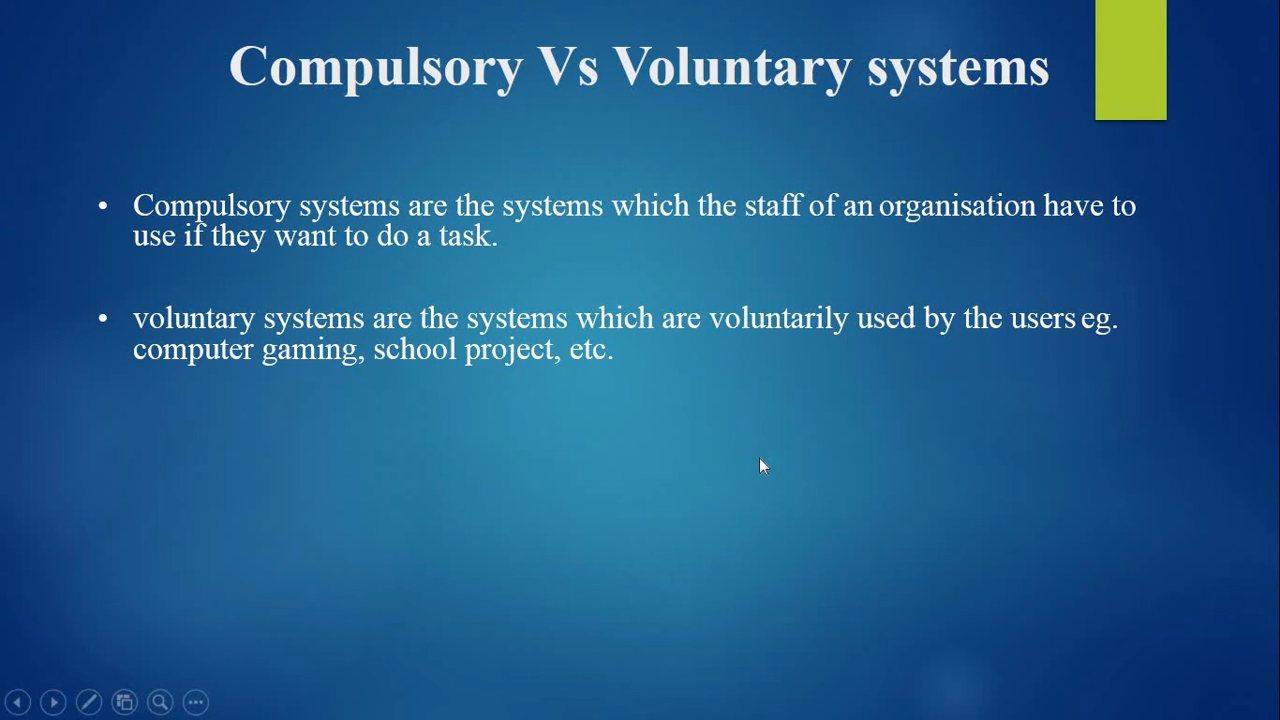 Compulsory Vs Voluntary systems
• Compulsory systems are the systems which the staff of an organisation have to
use if they want to do a task.
• voluntary systems are the systems which are voluntarily used by the users eg.
computer gaming, school project, etc.